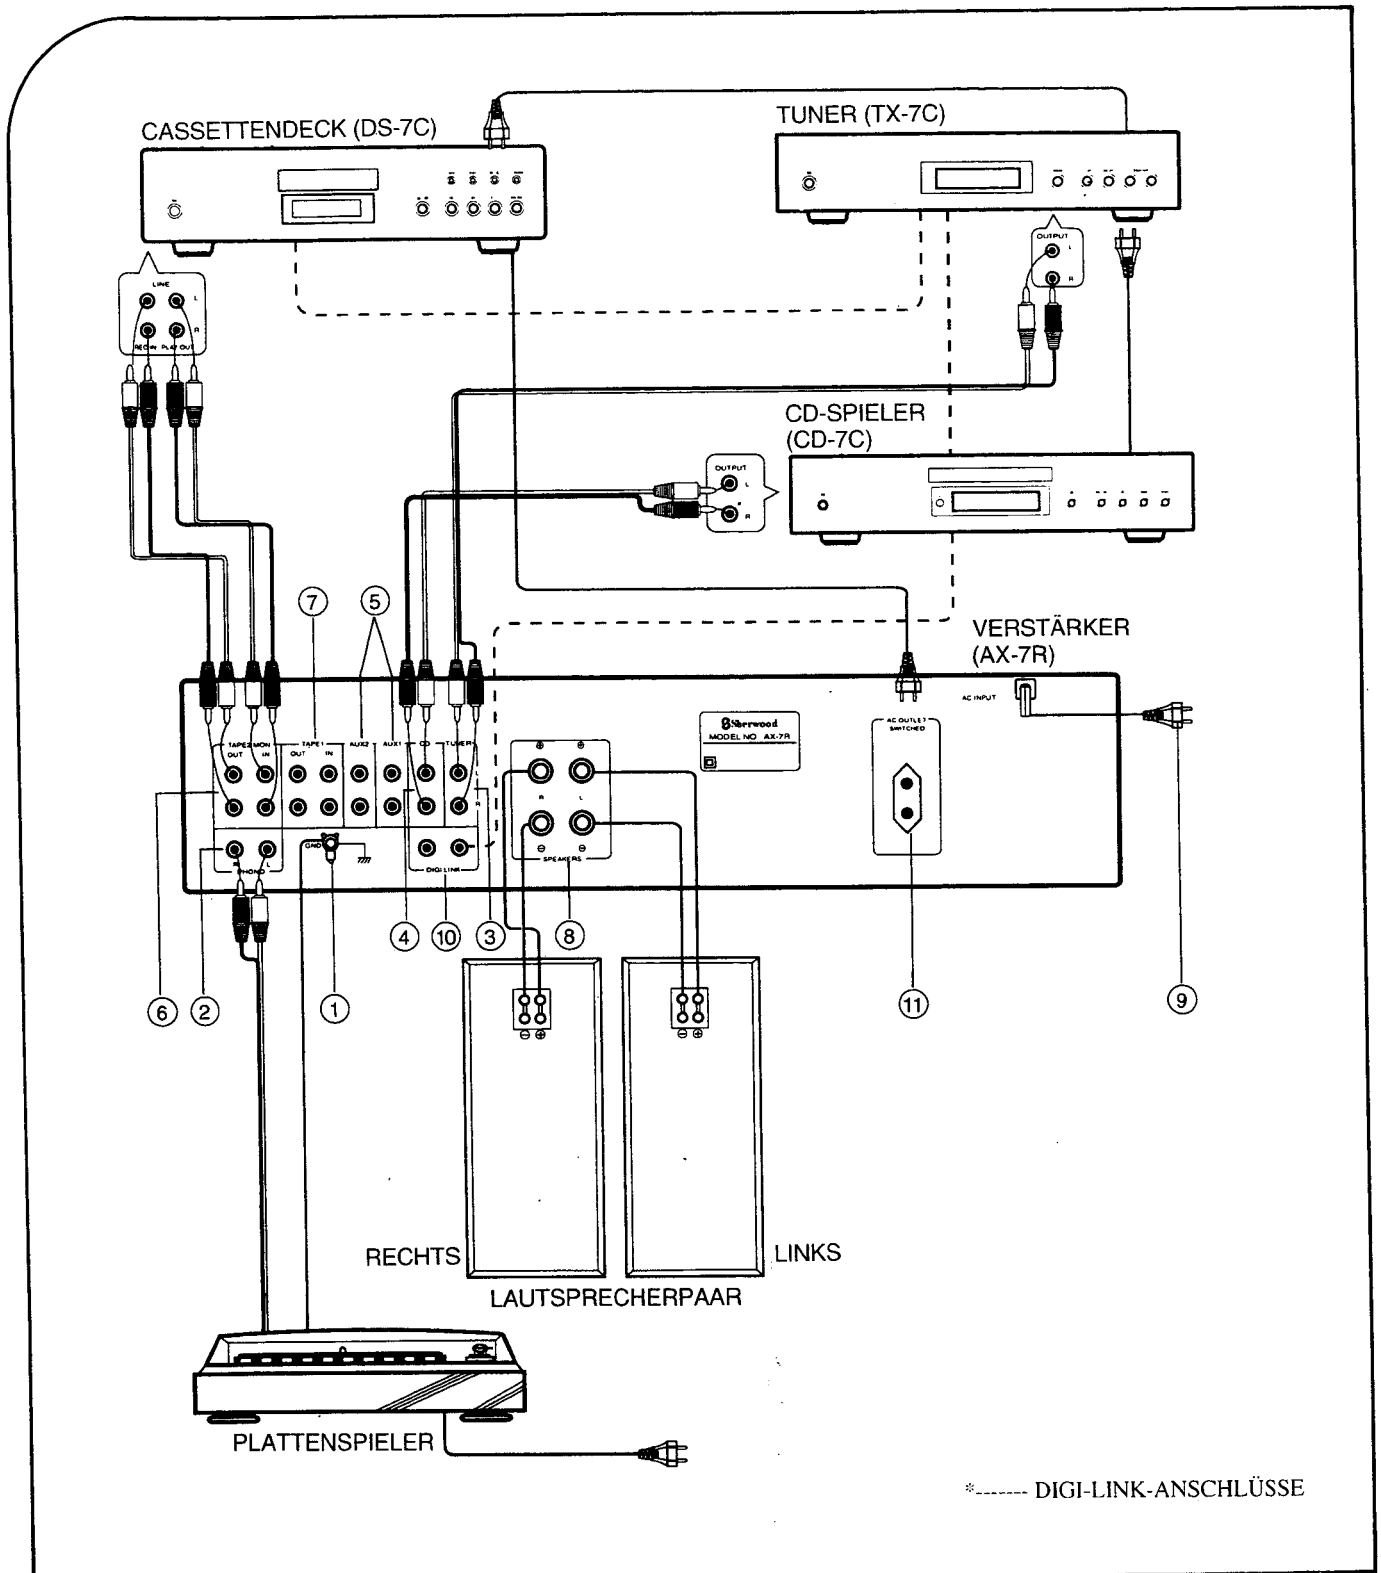 CASSETTENDECK (DS-7C)
TUNER (TX-7C)
LINE
L
R
REC IN PLAY OUT
OUTPUT
L
R
CD-SPIELER
(CD-7C)
OUTPUT
L
R
7
5
VERSTÄRKER
(AX-7R)
AC INPUT
Sherwood
MODEL NO AX-7R
AC OUTLET
SWITCHED
TAPE2 MON
OUT IN
TAPE1
OUT IN
AUX2
AUX1
CD
TUNER
L
R
R L
SPEAKERS
GND
R L
PHONO
DIGI LINK
4
10
3
8
6
2
1
11
9
RECHTS
LINKS
LAUTSPRECHERPAAR
PLATTENSPIELER
*------- DIGI-LINK-ANSCHLÜSSE